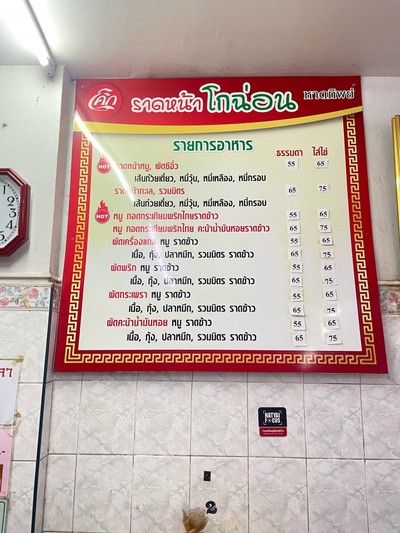 คั่ก ราดหน้า โกฉ่อน หาดทิพย์
รายการอาหาร ธรรมดา ใส่ไข่
HOT ราดหน้าหมู, ผัดซีอิ๊ว 55 65
เส้นก๋วยเตี๋ยว, หมี่วุ้น, หมี่เหลือง, หมี่กรอบ
ราดหน้าทะเล, รวมมิตร 65 75
เส้นก๋วยเตี๋ยว, หมี่วุ้น, หมี่เหลือง, หมี่กรอบ
HOT หมู ทอดกระเทียมพริกไทยราดข้าว 55 65
หมู ทอดกระเทียมพริกไทย คะน้าน้ำมันหอยราดข้าว 65 75
ผัดเครื่องแกง หมู ราดข้าว 55 65
เนื้อ, กุ้ง, ปลาหมึก, รวมมิตร ราดข้าว 65 75
ผัดพริก หมู ราดข้าว 55 65
เนื้อ, กุ้ง, ปลาหมึก, รวมมิตร ราดข้าว 65 75
ผัดกะเพรา หมู ราดข้าว 55 65
เนื้อ, กุ้ง, ปลาหมึก, รวมมิตร ราดข้าว 65 75
ผัดคะน้าน้ำมันหอย หมู ราดข้าว 55 65
เนื้อ, กุ้ง, ปลาหมึก, รวมมิตร ราดข้าว 65 75
HATYAI
FOCUS
2